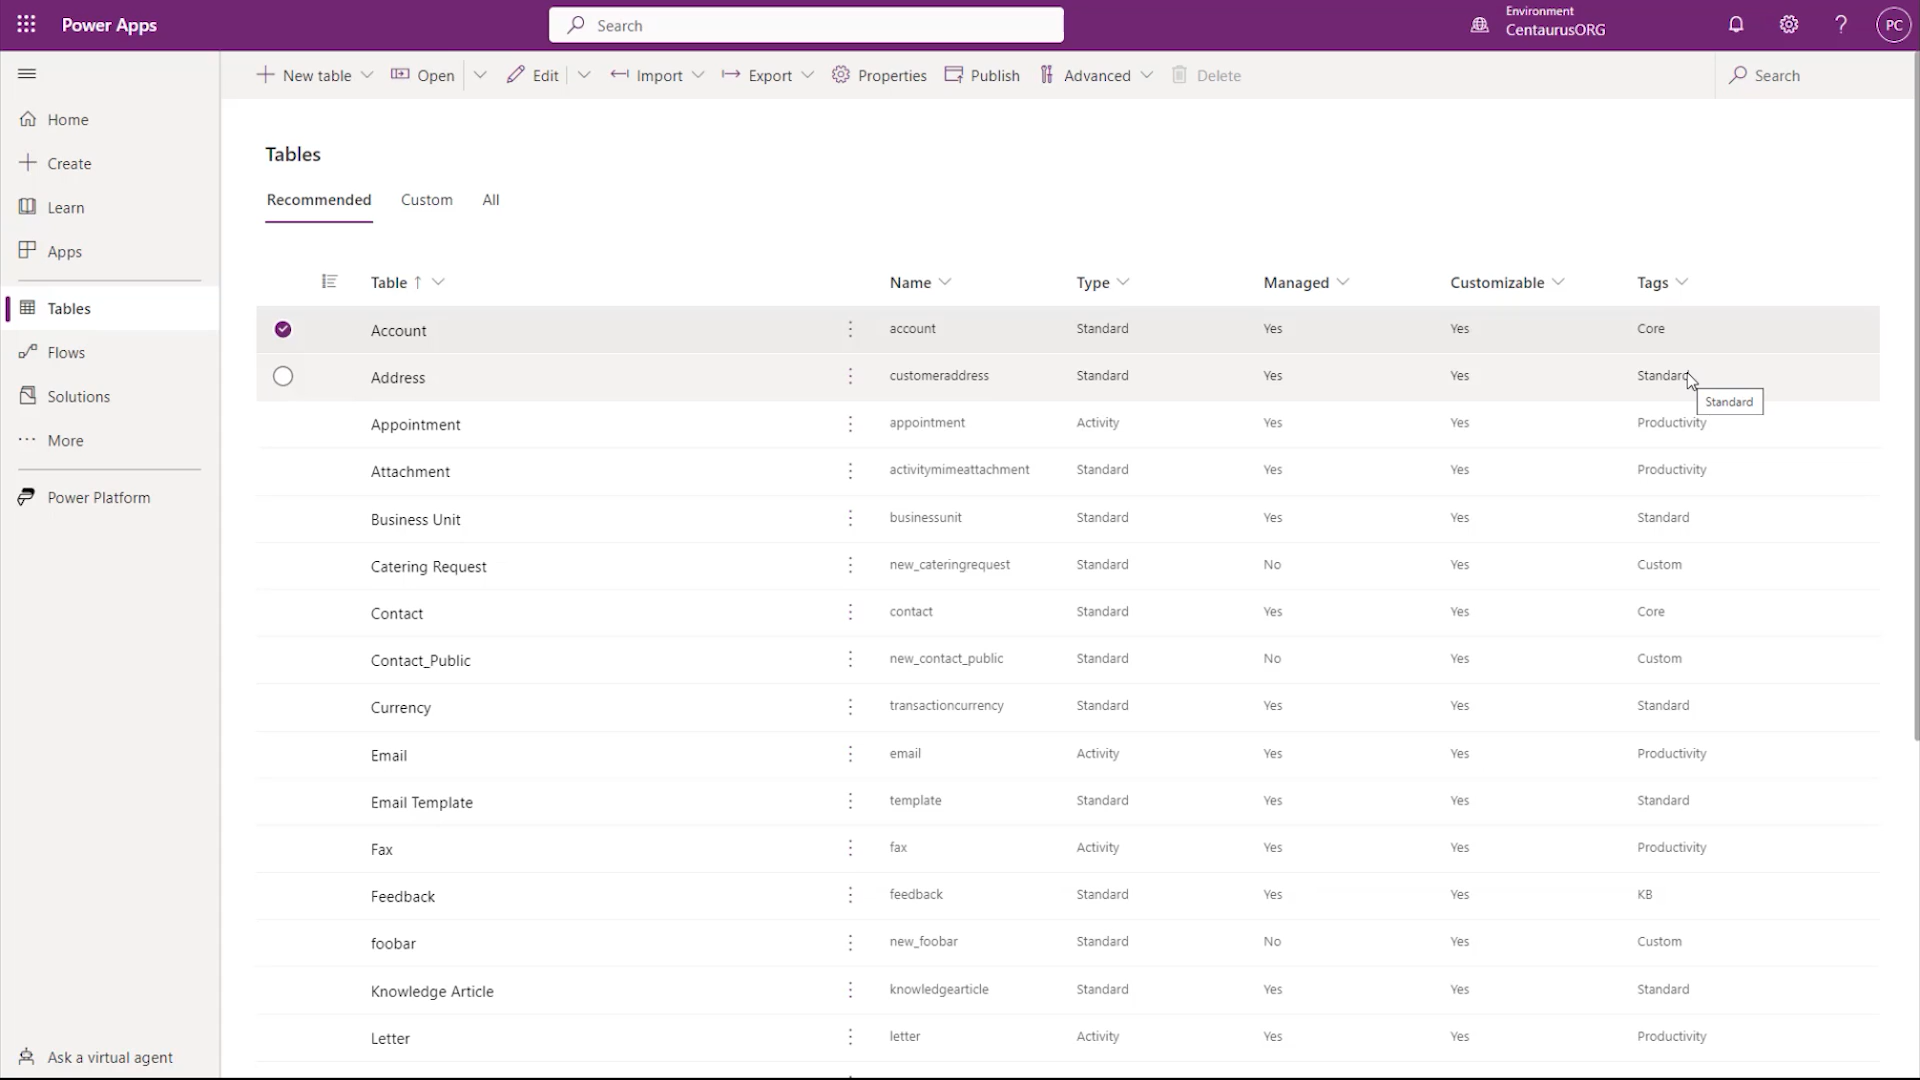 Power Apps
Search
Environment
CentaurusORG
PC
New table
Open
Edit
Import
Export
Properties
Publish
Advanced
Delete
Search
Home
Create
Learn
Apps
Tables
Flows
Solutions
More
Power Platform
Ask a virtual agent
Tables
Recommended Custom All
Table Name Type Managed Customizable Tags
Account account Standard Yes Yes Core
Address customeraddress Standard Yes Yes Standard
Standard
Appointment appointment Activity Yes Yes Productivity
Attachment activitymimeattachment Standard Yes Yes Productivity
Business Unit businessunit Standard Yes Yes Standard
Catering Request new_cateringrequest Standard No Yes Custom
Contact contact Standard Yes Yes Core
Contact_Public new_contact_public Standard No Yes Custom
Currency transactioncurrency Standard Yes Yes Standard
Email email Activity Yes Yes Productivity
Email Template template Standard Yes Yes Standard
Fax fax Activity Yes Yes Productivity
Feedback feedback Standard Yes Yes KB
foobar new_foobar Standard No Yes Custom
Knowledge Article knowledgearticle Standard Yes Yes Standard
Letter letter Activity Yes Yes Productivity